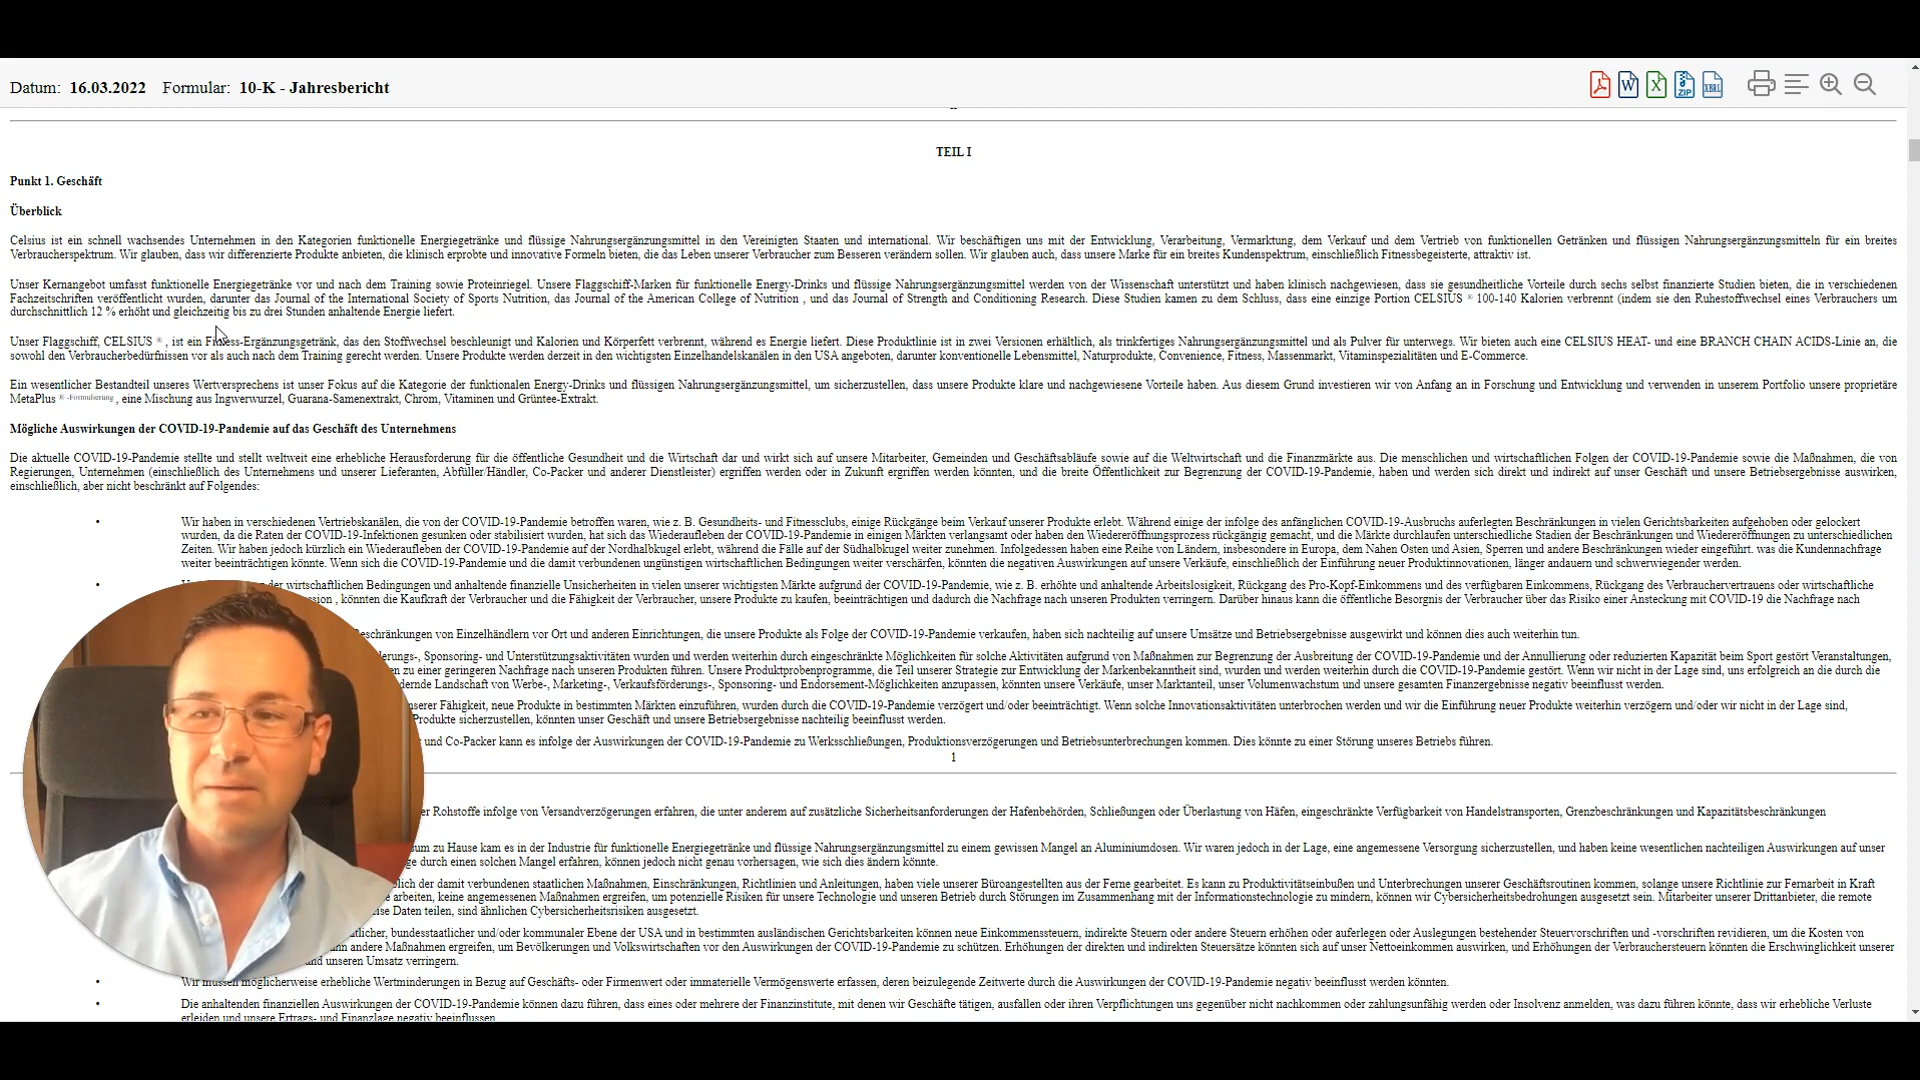 Datum: 16.03.2022 Formular: 10-K - Jahresbericht
TEIL I
Punkt 1. Geschäft
Überblick
Celsius ist ein schnell wachsendes Unternehmen in den Kategorien funktionelle Energiegetränke und flüssige Nahrungsergänzungsmittel in den Vereinigten Staaten und international. Wir beschäftigen uns mit der Entwicklung, Verarbeitung, Vermarktung, dem Verkauf und dem Vertrieb von funktionellen Getränken und flüssigen Nahrungsergänzungsmitteln für ein breites
Verbraucherspektrum. Wir glauben, dass wir differenzierte Produkte anbieten, die klinisch erprobte und innovative Formeln bieten, die das Leben unserer Verbraucher zum Besseren verändern sollen. Wir glauben auch, dass unsere Marke für ein breites Kundenspektrum, einschließlich Fitnessbegeisterte, attraktiv ist.
Unser Kernangebot umfasst funktionelle Energiegetränke vor und nach dem Training sowie Proteinriegel. Unsere Flaggschiff-Marken für funktionelle Energy-Drinks und flüssige Nahrungsergänzungsmittel werden von der Wissenschaft unterstützt und haben klinisch nachgewiesen, dass sie gesundheitliche Vorteile durch sechs selbst finanzierte Studien bieten, die in verschiedenen
Fachzeitschriften veröffentlicht wurden, darunter das Journal of the International Society of Sports Nutrition, das Journal of the American College of Nutrition , und das Journal of Strength and Conditioning Research. Diese Studien kamen zu dem Schluss, dass eine einzige Portion CELSIUS ® 100-140 Kalorien verbrennt (indem sie den Ruhestoffwechsel eines Verbrauchers um
durchschnittlich 12 % erhöht und gleichzeitig bis zu drei Stunden anhaltende Energie liefert.
Unser Flaggschiff, CELSIUS ® , ist ein Fitness-Ergänzungsgetränk, das den Stoffwechsel beschleunigt und Kalorien und Körperfett verbrennt, während es Energie liefert. Diese Produktlinie ist in zwei Versionen erhältlich, als trinkfertiges Nahrungsergänzungsmittel und als Pulver für unterwegs. Wir bieten auch eine CELSIUS HEAT- und eine BRANCH CHAIN ACIDS-Linie an, die
sowohl den Verbraucherbedürfnissen vor als auch nach dem Training gerecht werden. Unsere Produkte werden derzeit in den wichtigsten Einzelhandelskanälen in den USA angeboten, darunter konventionelle Lebensmittel, Naturprodukte, Convenience, Fitness, Massenmarkt, Vitaminspezialitäten und E-Commerce.
Ein wesentlicher Bestandteil unseres Wertversprechens ist unser Fokus auf die Kategorie der funktionalen Energy-Drinks und flüssigen Nahrungsergänzungsmittel, um sicherzustellen, dass unsere Produkte klare und nachgewiesene Vorteile haben. Aus diesem Grund investieren wir von Anfang an in Forschung und Entwicklung und verwenden in unserem Portfolio unsere proprietäre
MetaPlus ® -Formulierung , eine Mischung aus Ingwerwurzel, Guarana-Samenextrakt, Chrom, Vitaminen und Grüntee-Extrakt.
Mögliche Auswirkungen der COVID-19-Pandemie auf das Geschäft des Unternehmens
Die aktuelle COVID-19-Pandemie stellte und stellt weltweit eine erhebliche Herausforderung für die öffentliche Gesundheit und die Wirtschaft dar und wirkt sich auf unsere Mitarbeiter, Gemeinden und Geschäftsabläufe sowie auf die Weltwirtschaft und die Finanzmärkte aus. Die menschlichen und wirtschaftlichen Folgen der COVID-19-Pandemie sowie die Maßnahmen, die von
Regierungen, Unternehmen (einschließlich des Unternehmens und unserer Lieferanten, Abfüller/Händler, Co-Packer und anderer Dienstleister) ergriffen werden oder in Zukunft ergriffen werden könnten, und die breite Öffentlichkeit zur Begrenzung der COVID-19-Pandemie, haben und werden sich direkt und indirekt auf unser Geschäft und unsere Betriebsergebnisse auswirken,
einschließlich, aber nicht beschränkt auf Folgendes:
• Wir haben in verschiedenen Vertriebskanälen, die von der COVID-19-Pandemie betroffen waren, wie z. B. Gesundheits- und Fitnessclubs, einige Rückgänge beim Verkauf unserer Produkte erlebt. Während einige der infolge des anfänglichen COVID-19-Ausbruchs auferlegten Beschränkungen in vielen Gerichtsbarkeiten aufgehoben oder gelockert
wurden, da die Raten der COVID-19-Infektionen gesunken oder stabilisiert wurden, hat sich das Wiederaufleben der COVID-19-Pandemie in einigen Märkten verlangsamt oder haben den Wiedereröffnungsprozess rückgängig gemacht, und die Märkte durchlaufen unterschiedliche Stadien der Beschränkungen und Wiedereröffnungen zu unterschiedlichen
Zeiten. Wir haben jedoch kürzlich ein Wiederaufleben der COVID-19-Pandemie auf der Nordhalbkugel erlebt, während die Fälle auf der Südhalbkugel weiter zunehmen. Infolgedessen haben eine Reihe von Ländern, insbesondere in Europa, dem Nahen Osten und Asien, Sperren und andere Beschränkungen wieder eingeführt. was die Kundennachfrage
weiter beeinträchtigen könnte. Wenn sich die COVID-19-Pandemie und die damit verbundenen ungünstigen wirtschaftlichen Bedingungen weiter verschärfen, könnten die negativen Auswirkungen auf unsere Verkäufe, einschließlich der Einführung neuer Produktinnovationen, länger andauern und schwerwiegender werden.
• der wirtschaftlichen Bedingungen und anhaltende finanzielle Unsicherheiten in vielen unserer wichtigsten Märkte aufgrund der COVID-19-Pandemie, wie z. B. erhöhte und anhaltende Arbeitslosigkeit, Rückgang des Pro-Kopf-Einkommens und des verfügbaren Einkommens, Rückgang des Verbrauchervertrauens oder wirtschaftliche
ession , könnten die Kaufkraft der Verbraucher und die Fähigkeit der Verbraucher, unsere Produkte zu kaufen, beeinträchtigen und dadurch die Nachfrage nach unseren Produkten verringern. Darüber hinaus kann die öffentliche Besorgnis der Verbraucher über das Risiko einer Ansteckung mit COVID-19 die Nachfrage nach
eschränkungen von Einzelhändlern vor Ort und anderen Einrichtungen, die unsere Produkte als Folge der COVID-19-Pandemie verkaufen, haben sich nachteilig auf unsere Umsätze und Betriebsergebnisse ausgewirkt und können dies auch weiterhin tun.
erungs-, Sponsoring- und Unterstützungsaktivitäten wurden und werden weiterhin durch eingeschränkte Möglichkeiten für solche Aktivitäten aufgrund von Maßnahmen zur Begrenzung der Ausbreitung der COVID-19-Pandemie und der Annullierung oder reduzierten Kapazität beim Sport gestört Veranstaltungen,
en zu einer geringeren Nachfrage nach unseren Produkten führen. Unsere Produktprobenprogramme, die Teil unserer Strategie zur Entwicklung der Markenbekanntheit sind, wurden und werden weiterhin durch die COVID-19-Pandemie gestört. Wenn wir nicht in der Lage sind, uns erfolgreich an die durch die
dernde Landschaft von Werbe-, Marketing-, Verkaufsförderungs-, Sponsoring- und Endorsement-Möglichkeiten anzupassen, könnten unsere Verkäufe, unser Marktanteil, unser Volumenwachstum und unsere gesamten Finanzergebnisse negativ beeinflusst werden.
nserer Fähigkeit, neue Produkte in bestimmten Märkten einzuführen, wurden durch die COVID-19-Pandemie verzögert und/oder beeinträchtigt. Wenn solche Innovationsaktivitäten unterbrochen werden und wir die Einführung neuer Produkte weiterhin verzögern und/oder wir nicht in der Lage sind,
Produkte sicherzustellen, könnten unser Geschäft und unsere Betriebsergebnisse nachteilig beeinflusst werden.
und Co-Packer kann es infolge der Auswirkungen der COVID-19-Pandemie zu Werksschließungen, Produktionsverzögerungen und Betriebsunterbrechungen kommen. Dies könnte zu einer Störung unseres Betriebs führen.
1
er Rohstoffe infolge von Versandverzögerungen erfahren, die unter anderem auf zusätzliche Sicherheitsanforderungen der Hafenbehörden, Schließungen oder Überlastung von Häfen, eingeschränkte Verfügbarkeit von Handelstransporten, Grenzbeschränkungen und Kapazitätsbeschränkungen
um zu Hause kam es in der Industrie für funktionelle Energiegetränke und flüssige Nahrungsergänzungsmittel zu einem gewissen Mangel an Aluminiumdosen. Wir waren jedoch in der Lage, eine angemessene Versorgung sicherzustellen, und haben keine wesentlichen nachteiligen Auswirkungen auf unser
ge durch einen solchen Mangel erfahren, können jedoch nicht genau vorhersagen, wie sich dies ändern könnte.
lich der damit verbundenen staatlichen Maßnahmen, Einschränkungen, Richtlinien und Anleitungen, haben viele unserer Büroangestellten aus der Ferne gearbeitet. Es kann zu Produktivitätseinbußen und Unterbrechungen unserer Geschäftsroutinen kommen, solange unsere Richtlinie zur Fernarbeit in Kraft
e arbeiten, keine angemessenen Maßnahmen ergreifen, um potenzielle Risiken für unsere Technologie und unseren Betrieb durch Störungen im Zusammenhang mit der Informationstechnologie zu mindern, können wir Cybersicherheitsbedrohungen ausgesetzt sein. Mitarbeiter unserer Drittanbieter, die remote
ise Daten teilen, sind ähnlichen Cybersicherheitsrisiken ausgesetzt.
tlicher, bundesstaatlicher und/oder kommunaler Ebene der USA und in bestimmten ausländischen Gerichtsbarkeiten können neue Einkommenssteuern, indirekte Steuern oder andere Steuern erhöhen oder auferlegen oder Auslegungen bestehender Steuervorschriften und -vorschriften revidieren, um die Kosten von
nn andere Maßnahmen ergreifen, um Bevölkerungen und Volkswirtschaften vor den Auswirkungen der COVID-19-Pandemie zu schützen. Erhöhungen der direkten und indirekten Steuersätze könnten sich auf unser Nettoeinkommen auswirken, und Erhöhungen der Verbrauchersteuern könnten die Erschwinglichkeit unserer
und unseren Umsatz verringern.
• Wir müssen möglicherweise erhebliche Wertminderungen in Bezug auf Geschäfts- oder Firmenwert oder immaterielle Vermögenswerte erfassen, deren beizulegende Zeitwerte durch die Auswirkungen der COVID-19-Pandemie negativ beeinflusst werden könnten.
• Die anhaltenden finanziellen Auswirkungen der COVID-19-Pandemie können dazu führen, dass eines oder mehrere der Finanzinstitute, mit denen wir Geschäfte tätigen, ausfallen oder ihren Verpflichtungen uns gegenüber nicht nachkommen oder zahlungsunfähig werden oder Insolvenz anmelden, was dazu führen könnte, dass wir erhebliche Verluste
erleiden und unsere Ertrags- und Finanzlage negativ beeinflussen.